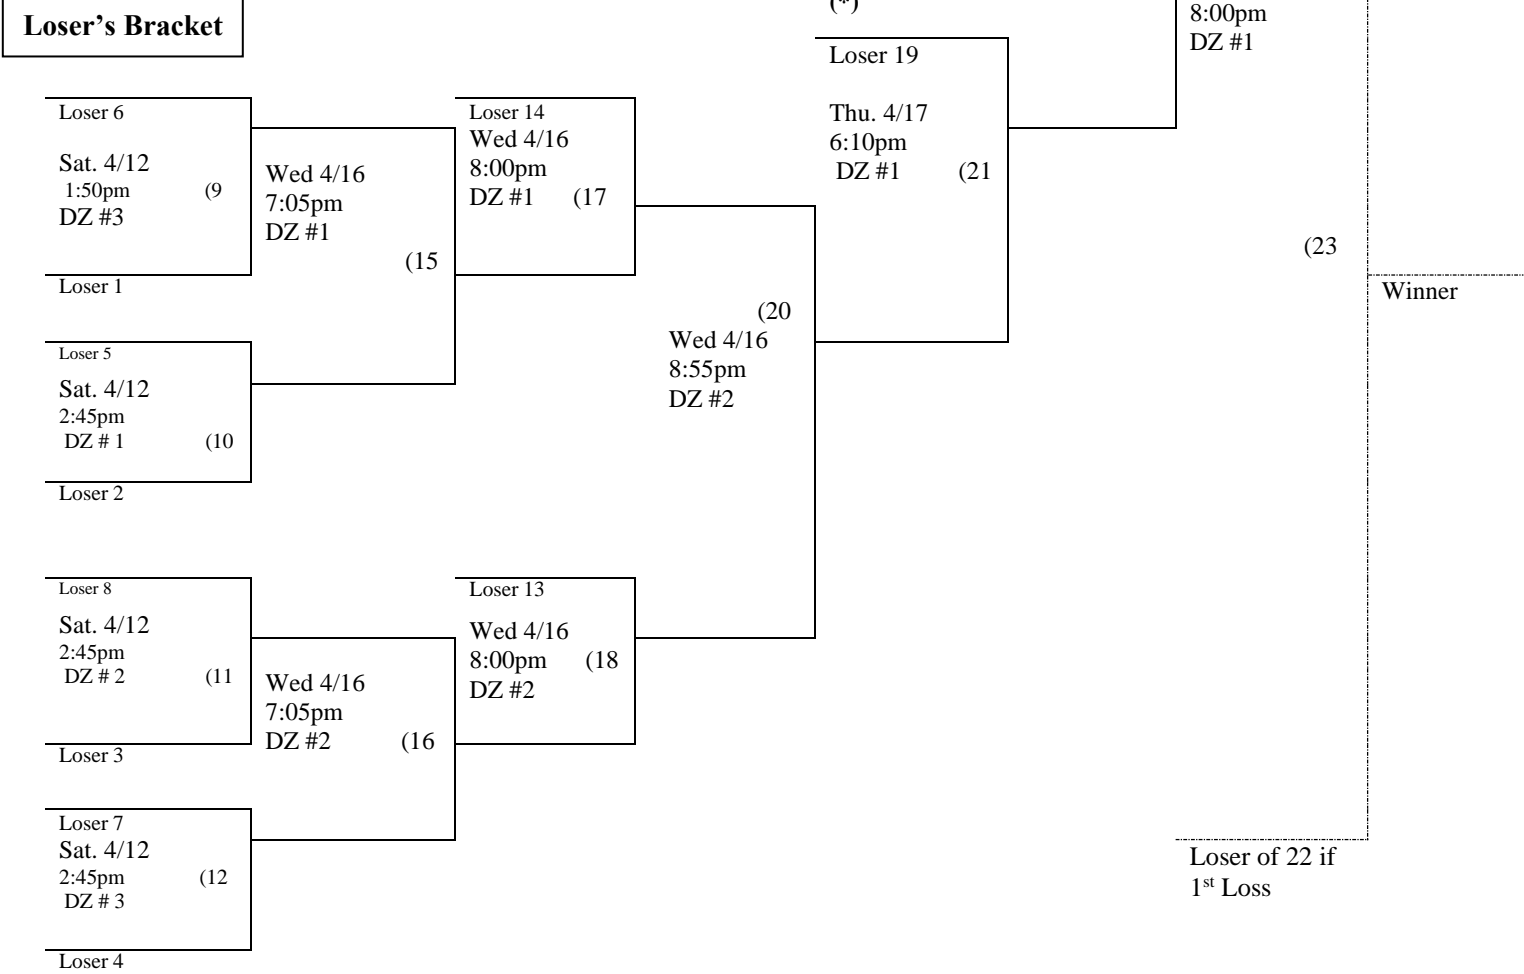 Loser’s Bracket
(*)
8:00pm
DZ #1
Loser 19
Thu. 4/17
6:10pm
DZ #1 (21
Loser 6
Sat. 4/12
1:50pm (9
DZ #3
Loser 1
Wed 4/16
7:05pm
DZ #1
(15
Loser 14
Wed 4/16
8:00pm
DZ #1 (17
Loser 5
Sat. 4/12
2:45pm
DZ # 1 (10
Loser 2
(20
Wed 4/16
8:55pm
DZ #2
(23
Winner
Loser 8
Sat. 4/12
2:45pm
DZ # 2 (11
Loser 3
Wed 4/16
7:05pm
DZ #2 (16
Loser 13
Wed 4/16
8:00pm (18
DZ #2
Loser 7
Sat. 4/12
2:45pm (12
DZ # 3
Loser 4
Loser of 22 if
1st Loss